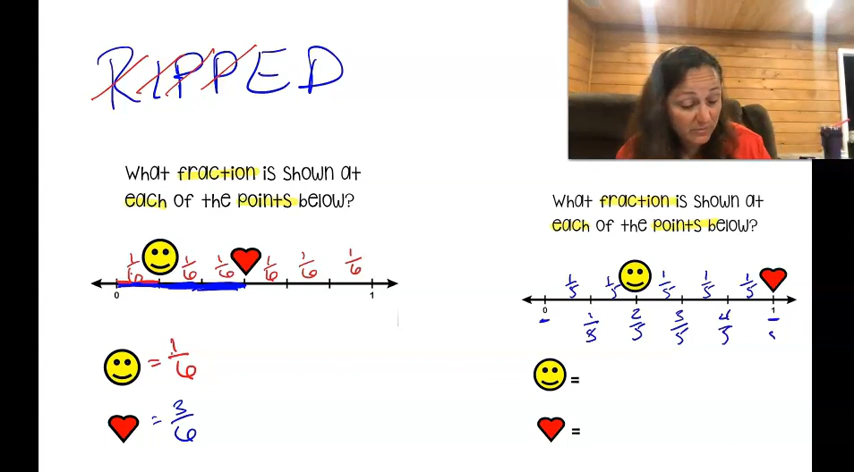 RIPPED
What fraction is shown at
each of the points below?
1/6 1/6 1/6 1/6 1/6 1/6
0 1
= 1/6
= 3/6
What fraction is shown at
each of the points below?
1/5 1/5 1/5 1/5 1/5
0 1
1/5 2/5 3/5 4/5
=
=